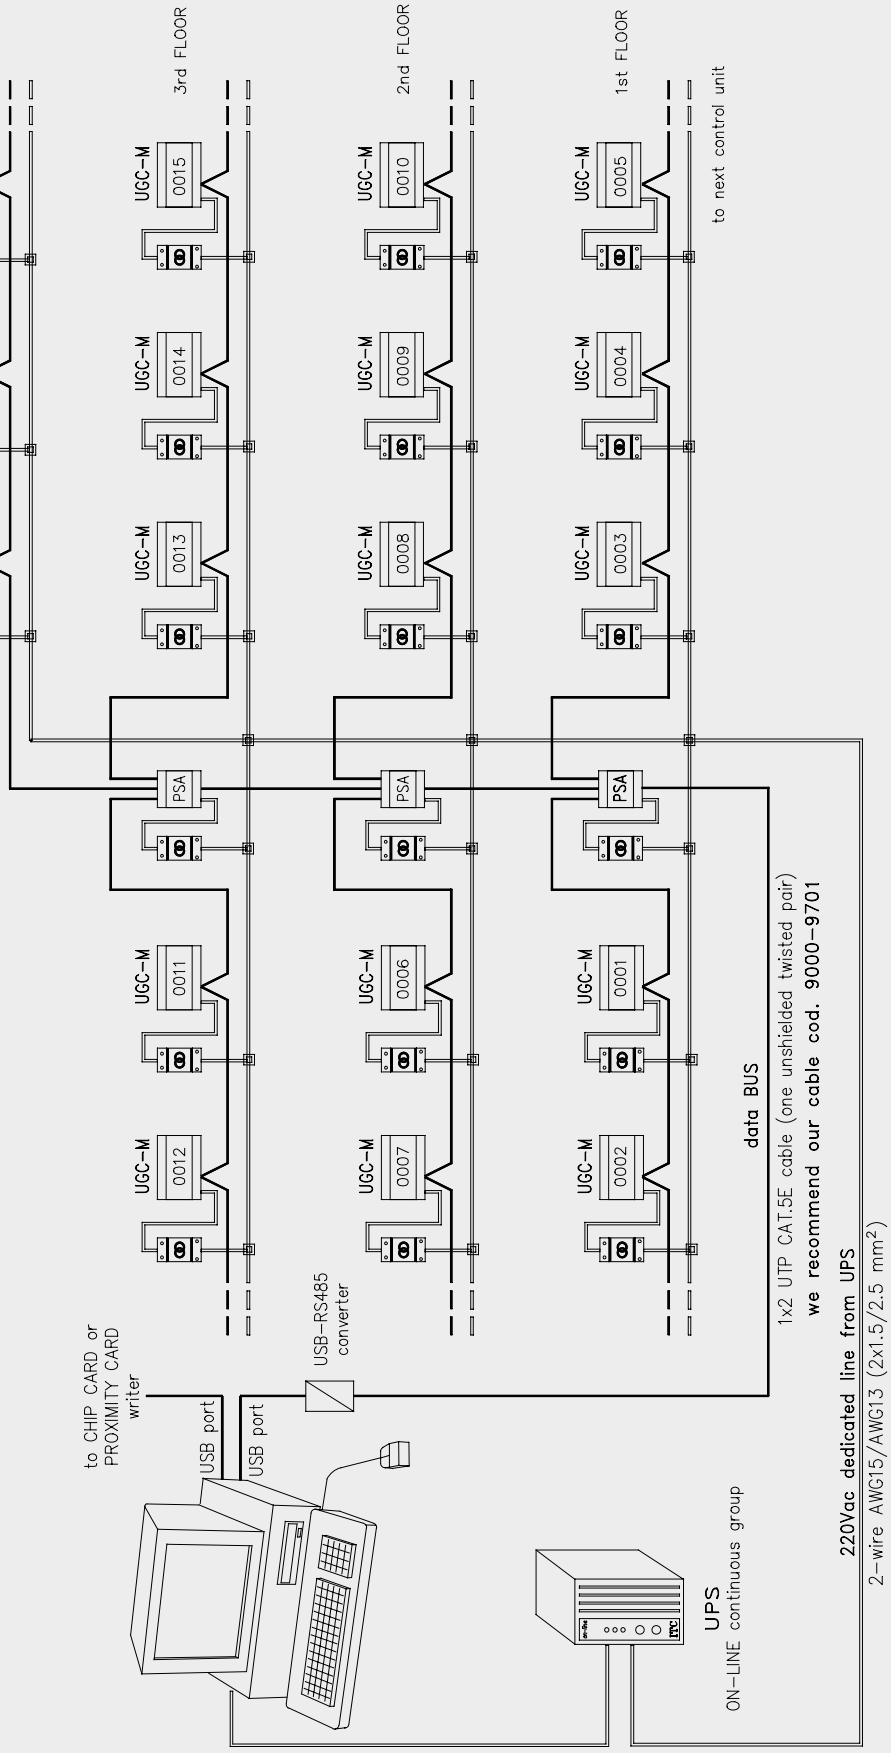 3rd FLOOR
UGC-M
0012
UGC-M
0011
PSA
UGC-M
0013
UGC-M
0014
UGC-M
0015
2nd FLOOR
UGC-M
0007
UGC-M
0006
PSA
UGC-M
0008
UGC-M
0009
UGC-M
0010
1st FLOOR
UGC-M
0002
UGC-M
0001
PSA
UGC-M
0003
UGC-M
0004
UGC-M
0005
to next control unit
to CHIP CARD or
PROXIMITY CARD
writer
USB port
USB port
USB-RS485
converter
data BUS
1x2 UTP CAT.5E cable (one unshielded twisted pair)
we recommend our cable cod. 9000-9701
on-line
ITC
UPS
ON-LINE continuous group
220Vac dedicated line from UPS
2-wire AWG15/AWG13 (2x1.5/2.5 mm²)